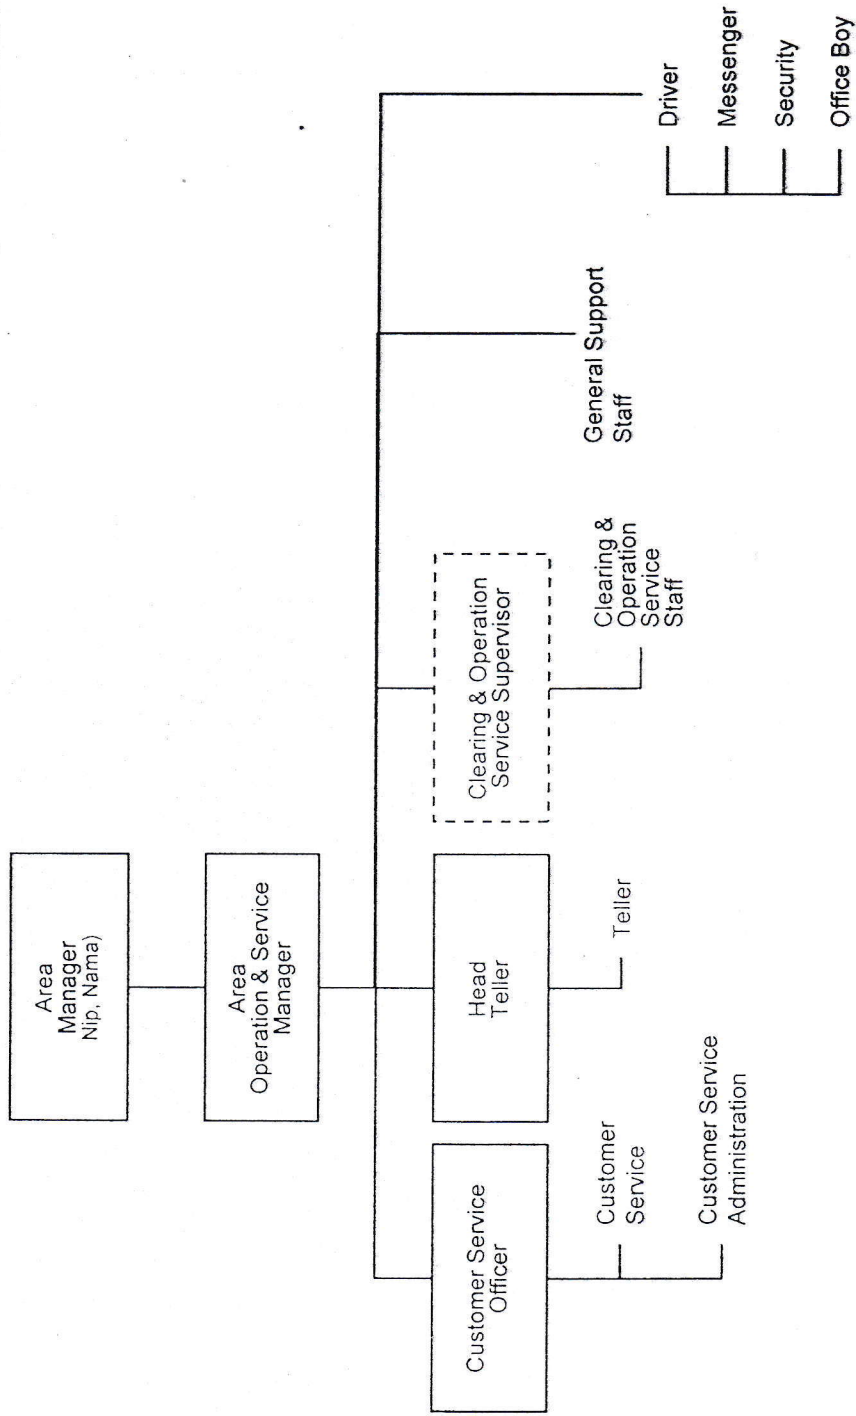 Area
Manager
Nip, Nama)
Area
Operation & Service
Manager
Customer Service
Officer
Head
Teller
Clearing & Operation
Service Supervisor
General Support
Staff
Driver
Messenger
Security
Office Boy
Customer
Service
Customer Service
Administration
Teller
Clearing &
Operation
Service
Staff